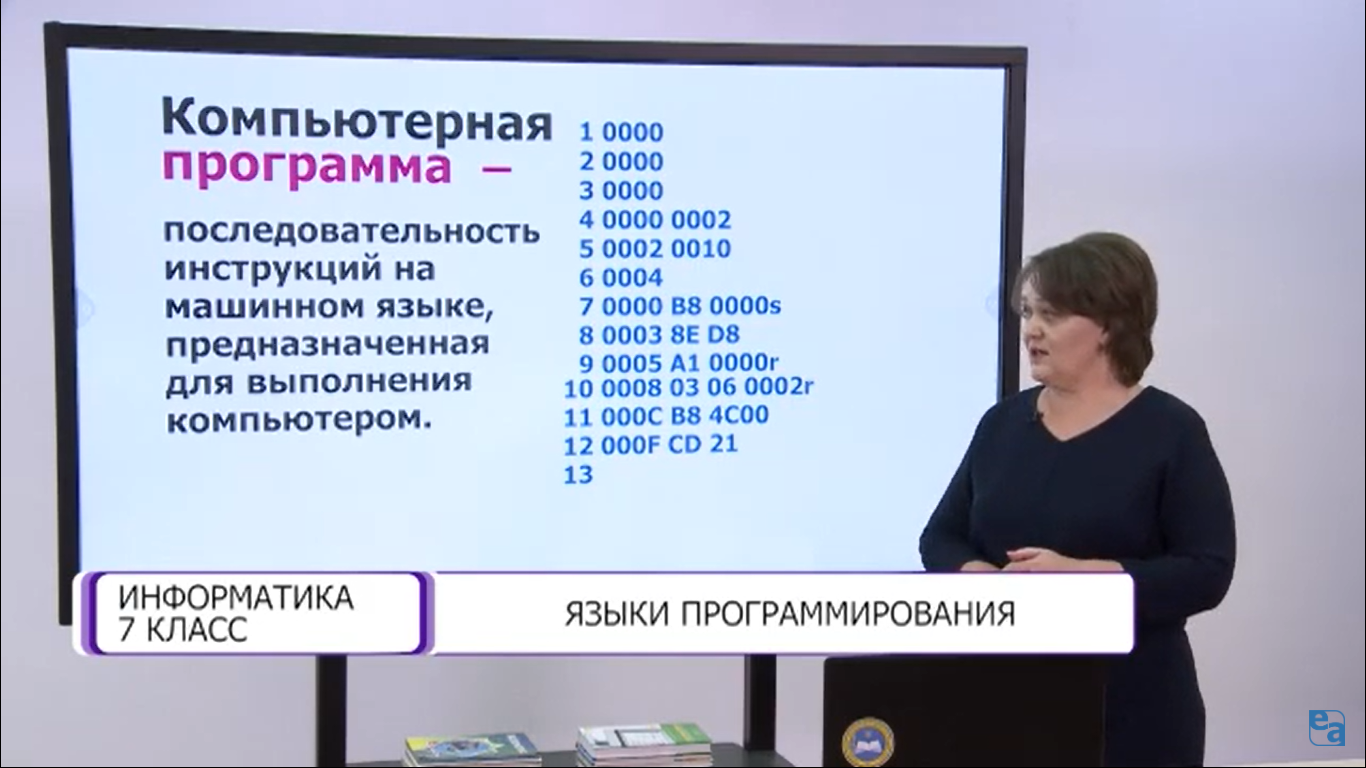 Компьютерная
программа –
последовательность
инструкций на
машинном языке,
предназначенная
для выполнения
компьютером.
1 0000
2 0000
3 0000
4 0000 0002
5 0002 0010
6 0004
7 0000 B8 0000s
8 0003 8E D8
9 0005 A1 0000r
10 0008 03 06 0002r
11 000C B8 4C00
12 000F CD 21
13
ИНФОРМАТИКА
7 КЛАСС
ЯЗЫКИ ПРОГРАММИРОВАНИЯ
ea